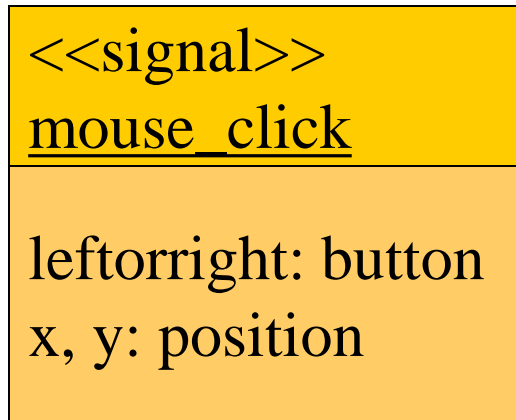 <<signal>>
mouse_click
leftorright: button
x, y: position